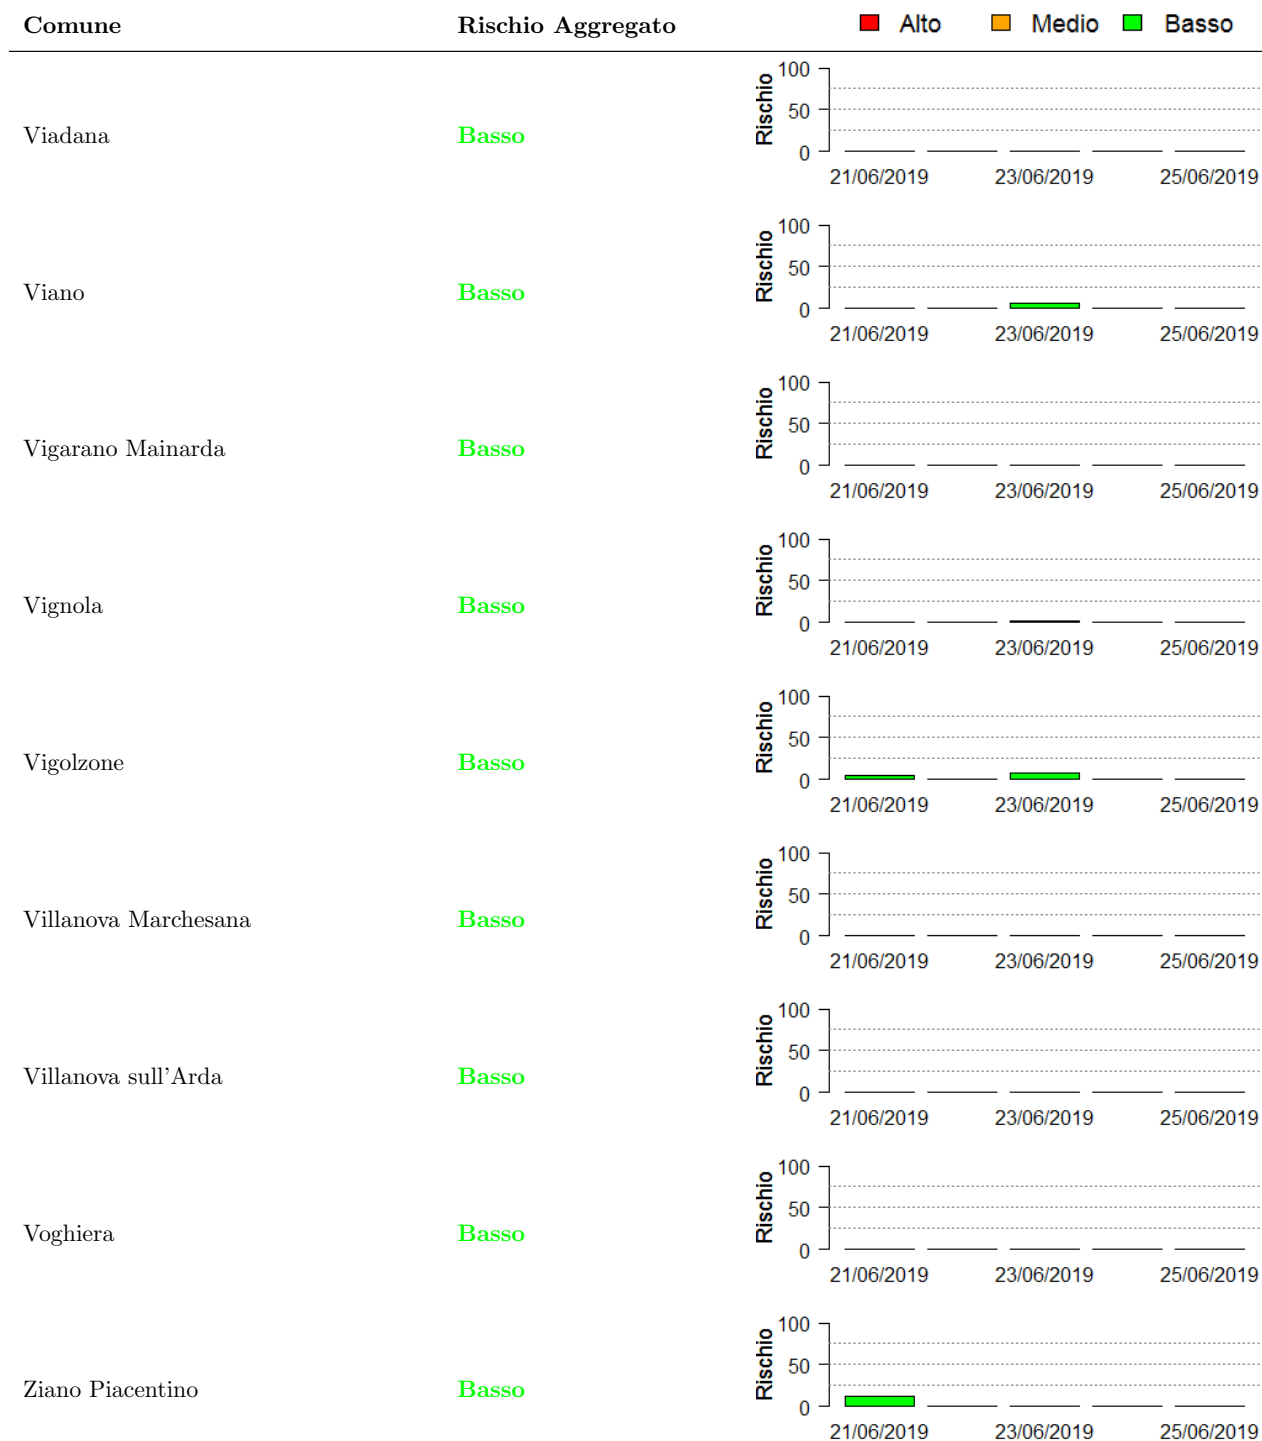 Comune Rischio Aggregato Alto Medio Basso
100
Rischio
50
Viadana Basso
0
21/06/2019 23/06/2019 25/06/2019
100
Rischio
50
Viano Basso
0
21/06/2019 23/06/2019 25/06/2019
100
Rischio
50
Vigarano Mainarda Basso
0
21/06/2019 23/06/2019 25/06/2019
100
Rischio
50
Vignola Basso
0
21/06/2019 23/06/2019 25/06/2019
100
Rischio
50
Vigolzone Basso
0
21/06/2019 23/06/2019 25/06/2019
100
Rischio
50
Villanova Marchesana Basso
0
21/06/2019 23/06/2019 25/06/2019
100
Rischio
50
Villanova sull'Arda Basso
0
21/06/2019 23/06/2019 25/06/2019
100
Rischio
50
Voghiera Basso
0
21/06/2019 23/06/2019 25/06/2019
100
Rischio
50
Ziano Piacentino Basso
0
21/06/2019 23/06/2019 25/06/2019